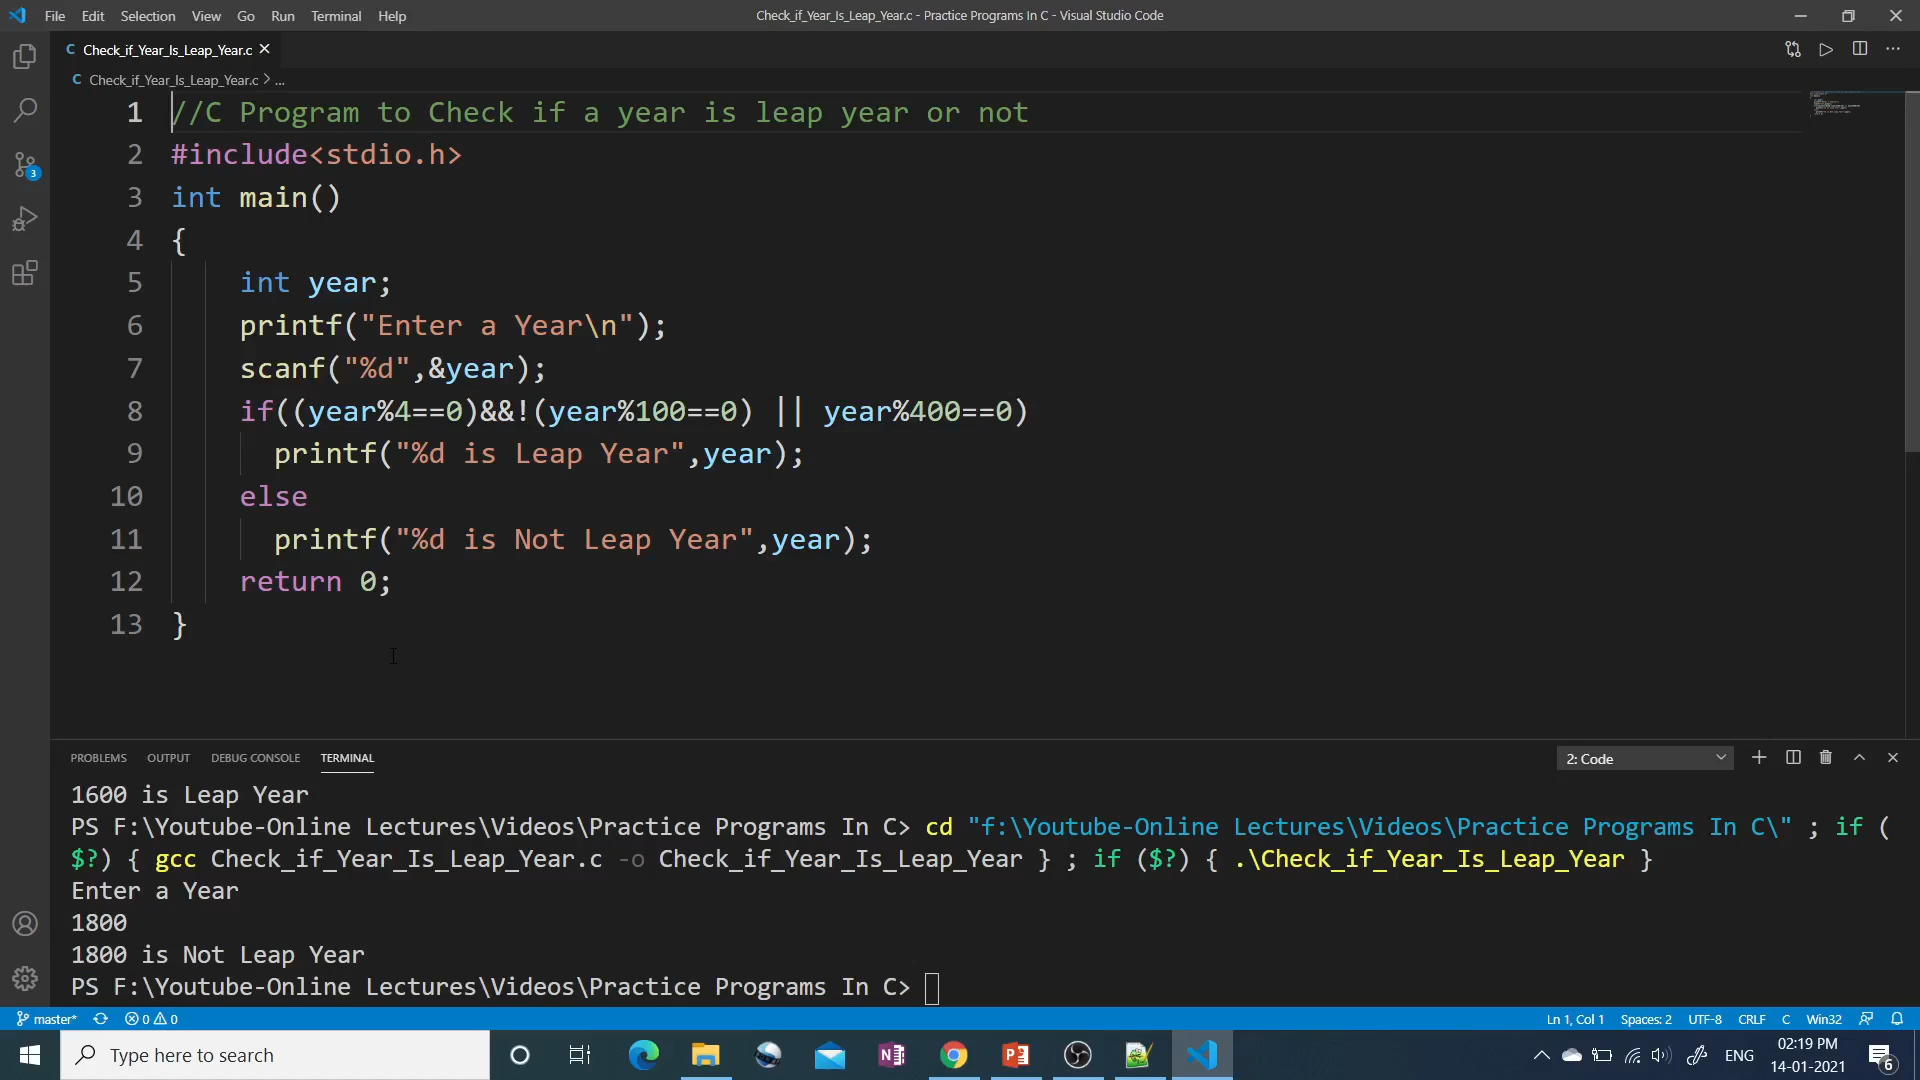 File Edit Selection View Go Run Terminal Help
Check_if_Year_Is_Leap_Year.c - Practice Programs In C - Visual Studio Code
C Check_if_Year_Is_Leap_Year.c
C Check_if_Year_Is_Leap_Year.c > ...
1 //C Program to Check if a year is leap year or not
2 #include<stdio.h>
3 int main()
4 {
5 int year;
6 printf("Enter a Year\n");
7 scanf("%d",&year);
8 if((year%4==0)&&!(year%100==0) || year%400==0)
9 printf("%d is Leap Year",year);
10 else
11 printf("%d is Not Leap Year",year);
12 return 0;
13 }
3
PROBLEMS OUTPUT DEBUG CONSOLE TERMINAL
2: Code
1600 is Leap Year
PS F:\Youtube-Online Lectures\Videos\Practice Programs In C> cd "f:\Youtube-Online Lectures\Videos\Practice Programs In C\" ; if (
$?) { gcc Check_if_Year_Is_Leap_Year.c -o Check_if_Year_Is_Leap_Year } ; if ($?) { .\Check_if_Year_Is_Leap_Year }
Enter a Year
1800
1800 is Not Leap Year
PS F:\Youtube-Online Lectures\Videos\Practice Programs In C>
master* 0 0
Ln 1, Col 1 Spaces: 2 UTF-8 CRLF C Win32
Type here to search
ENG
02:19 PM
14-01-2021
6